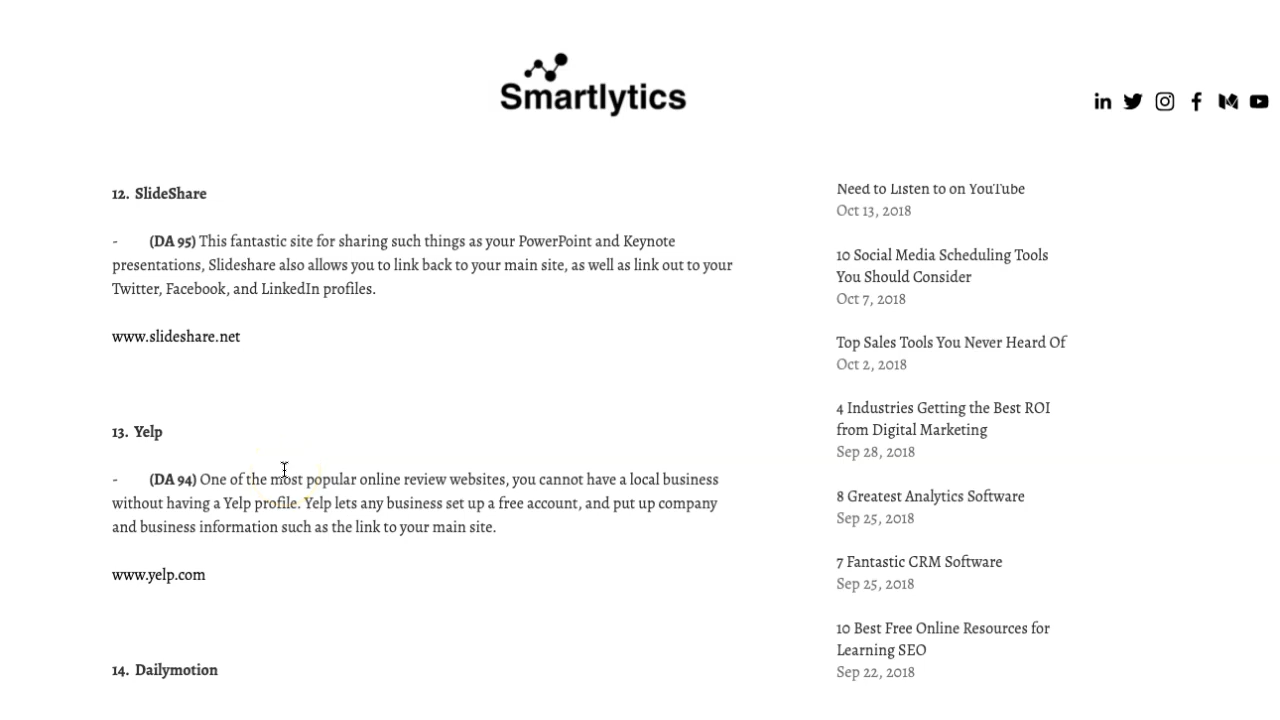 Smartlytics
12. SlideShare
- (DA 95) This fantastic site for sharing such things as your PowerPoint and Keynote
presentations, Slideshare also allows you to link back to your main site, as well as link out to your
Twitter, Facebook, and LinkedIn profiles.
www.slideshare.net
13. Yelp
- (DA 94) One of the most popular online review websites, you cannot have a local business
without having a Yelp profile. Yelp lets any business set up a free account, and put up company
and business information such as the link to your main site.
www.yelp.com
14. Dailymotion
Need to Listen to on YouTube
Oct 13, 2018
10 Social Media Scheduling Tools
You Should Consider
Oct 7, 2018
Top Sales Tools You Never Heard Of
Oct 2, 2018
4 Industries Getting the Best ROI
from Digital Marketing
Sep 28, 2018
8 Greatest Analytics Software
Sep 25, 2018
7 Fantastic CRM Software
Sep 25, 2018
10 Best Free Online Resources for
Learning SEO
Sep 22, 2018